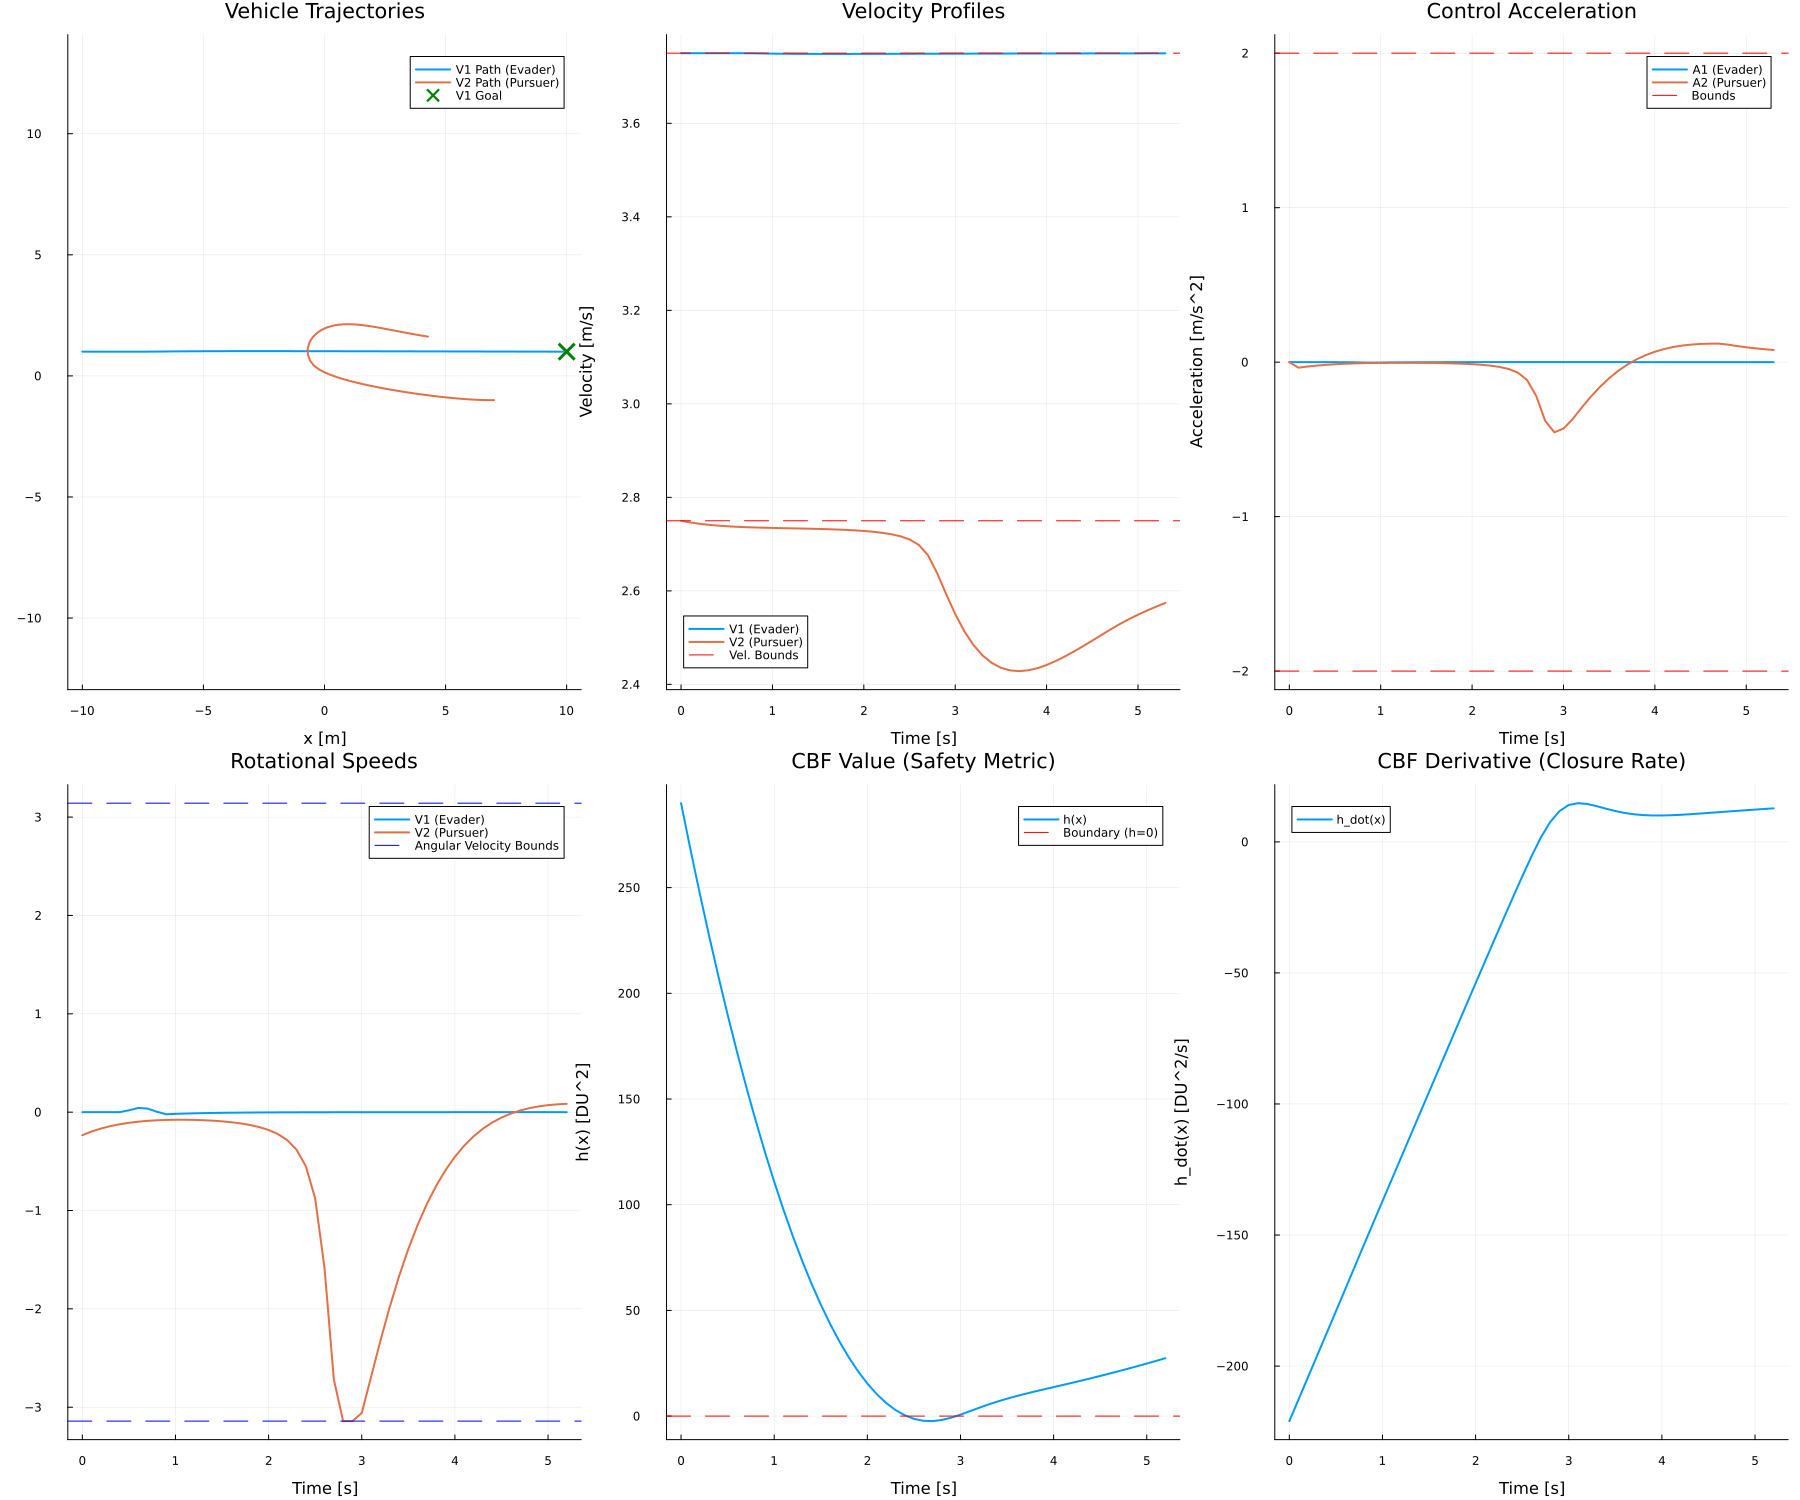 Vehicle Trajectories
V1 Path (Evader)
V2 Path (Pursuer)
V1 Goal
10
5
0
−5
−10
−10
−5
0
5
10
x [m]
Velocity Profiles
Velocity [m/s]
3.6
3.4
3.2
3.0
2.8
2.6
2.4
V1 (Evader)
V2 (Pursuer)
Vel. Bounds
0
1
2
3
4
5
Time [s]
Control Acceleration
Acceleration [m/s^2]
2
1
0
−1
−2
A1 (Evader)
A2 (Pursuer)
Bounds
0
1
2
3
4
5
Time [s]
Rotational Speeds
3
2
1
0
−1
−2
−3
V1 (Evader)
V2 (Pursuer)
Angular Velocity Bounds
0
1
2
3
4
5
Time [s]
CBF Value (Safety Metric)
h(x) [DU^2]
250
200
150
100
50
0
h(x)
Boundary (h=0)
0
1
2
3
4
5
Time [s]
CBF Derivative (Closure Rate)
h_dot(x) [DU^2/s]
0
−50
−100
−150
−200
h_dot(x)
0
1
2
3
4
5
Time [s]